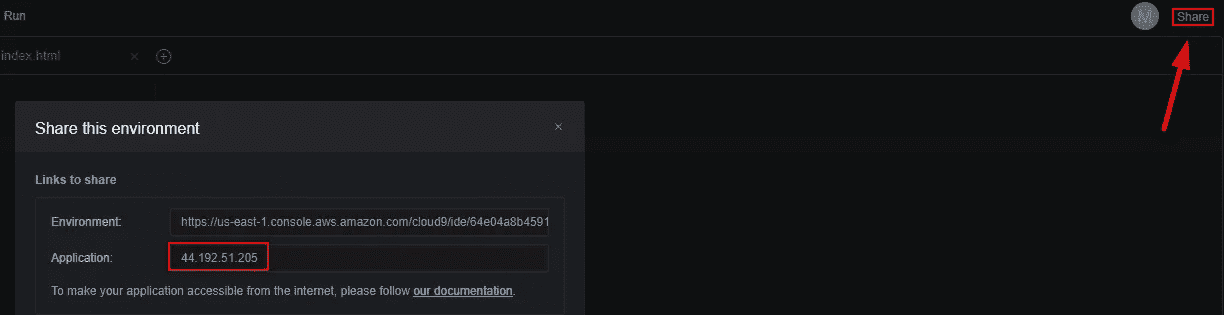 Run
M
Share
index.html
Share this environment
Links to share
Environment:
https://us-east-1.console.aws.amazon.com/cloud9/ide/64e04a8b4591
Application:
44.192.51.205
To make your application accessible from the internet, please follow our documentation.